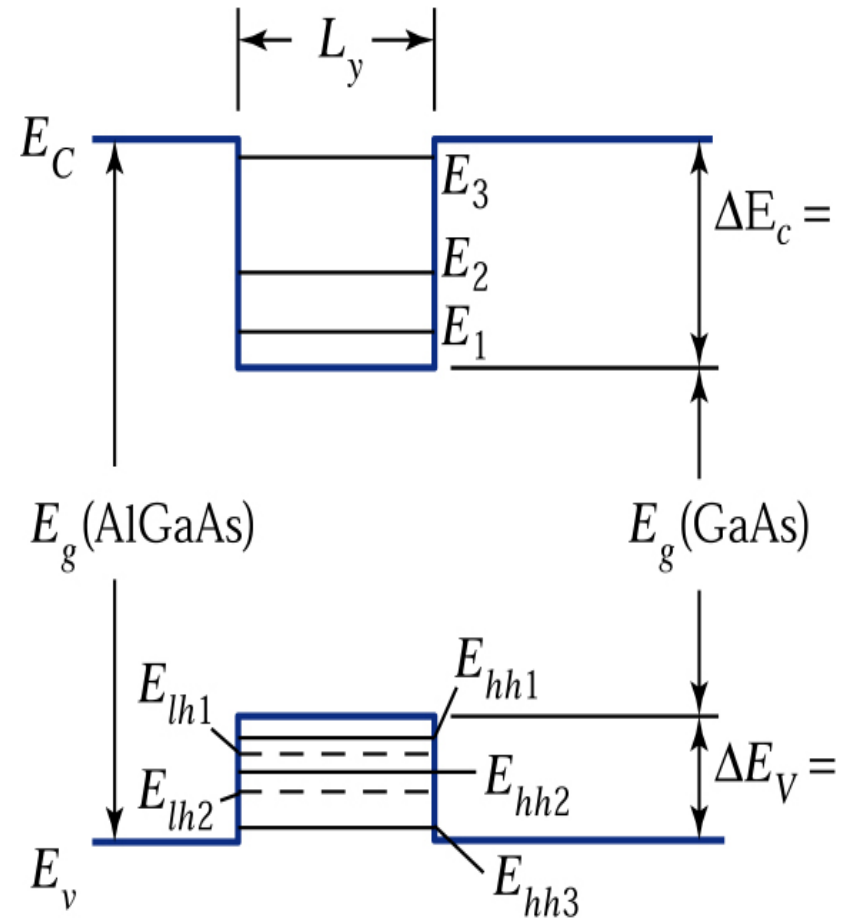 L_y
E_C
E_3
ΔE_c =
E_2
E_1
E_g(AlGaAs)
E_g(GaAs)
E_hh1
E_lh1
ΔE_V =
E_hh2
E_lh2
E_v
E_hh3